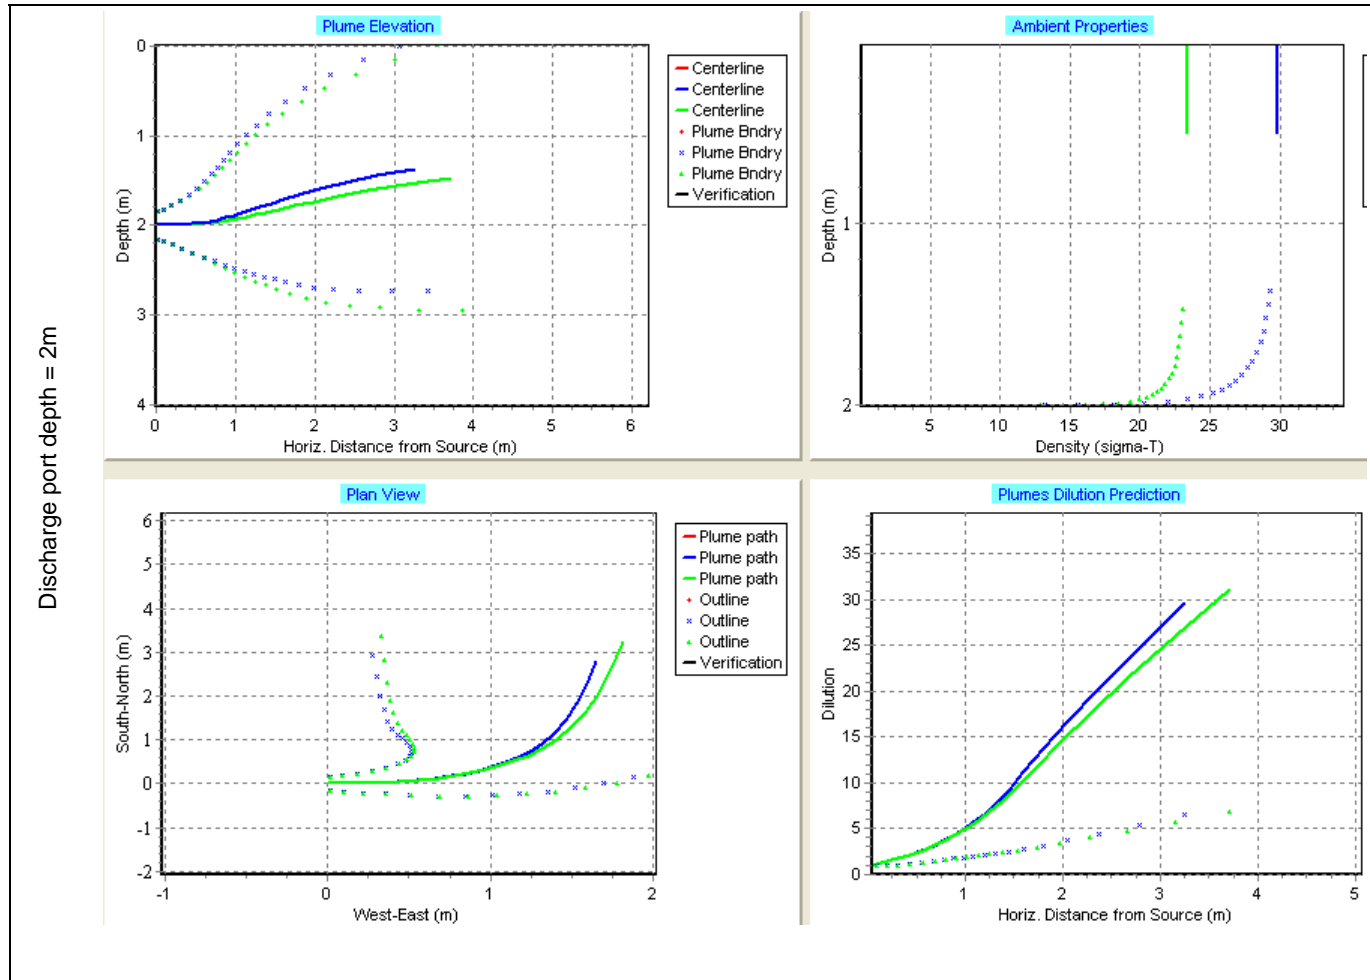 Discharge port depth = 2m
Plume Elevation
0
1
2
3
4
Depth (m)
0 1 2 3 4 5 6
Horiz. Distance from Source (m)
Centerline
Centerline
Centerline
Plume Bndry
Plume Bndry
Plume Bndry
Verification
Ambient Properties
1
2
Depth (m)
5 10 15 20 25 30
Density (sigma-T)
Plan View
6
5
4
3
2
1
0
-1
-2
South-North (m)
-1 0 1 2
West-East (m)
Plume path
Plume path
Plume path
Outline
Outline
Outline
Verification
Plumes Dilution Prediction
35
30
25
20
15
10
5
0
Dilution
1 2 3 4 5
Horiz. Distance from Source (m)